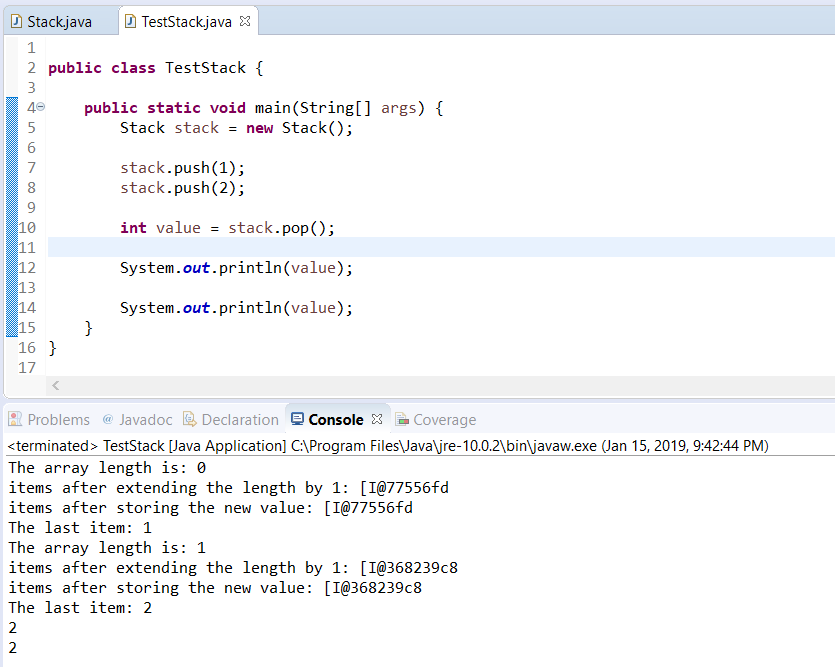 Stack.java TestStack.java
1
2 public class TestStack {
3
4 public static void main(String[] args) {
5 Stack stack = new Stack();
6
7 stack.push(1);
8 stack.push(2);
9
10 int value = stack.pop();
11
12 System.out.println(value);
13
14 System.out.println(value);
15 }
16 }
17
Problems @ Javadoc Declaration Console Coverage
<terminated> TestStack [Java Application] C:\Program Files\Java\jre-10.0.2\bin\javaw.exe (Jan 15, 2019, 9:42:44 PM)
The array length is: 0
items after extending the length by 1: [I@77556fd
items after storing the new value: [I@77556fd
The last item: 1
The array length is: 1
items after extending the length by 1: [I@368239c8
items after storing the new value: [I@368239c8
The last item: 2
2
2